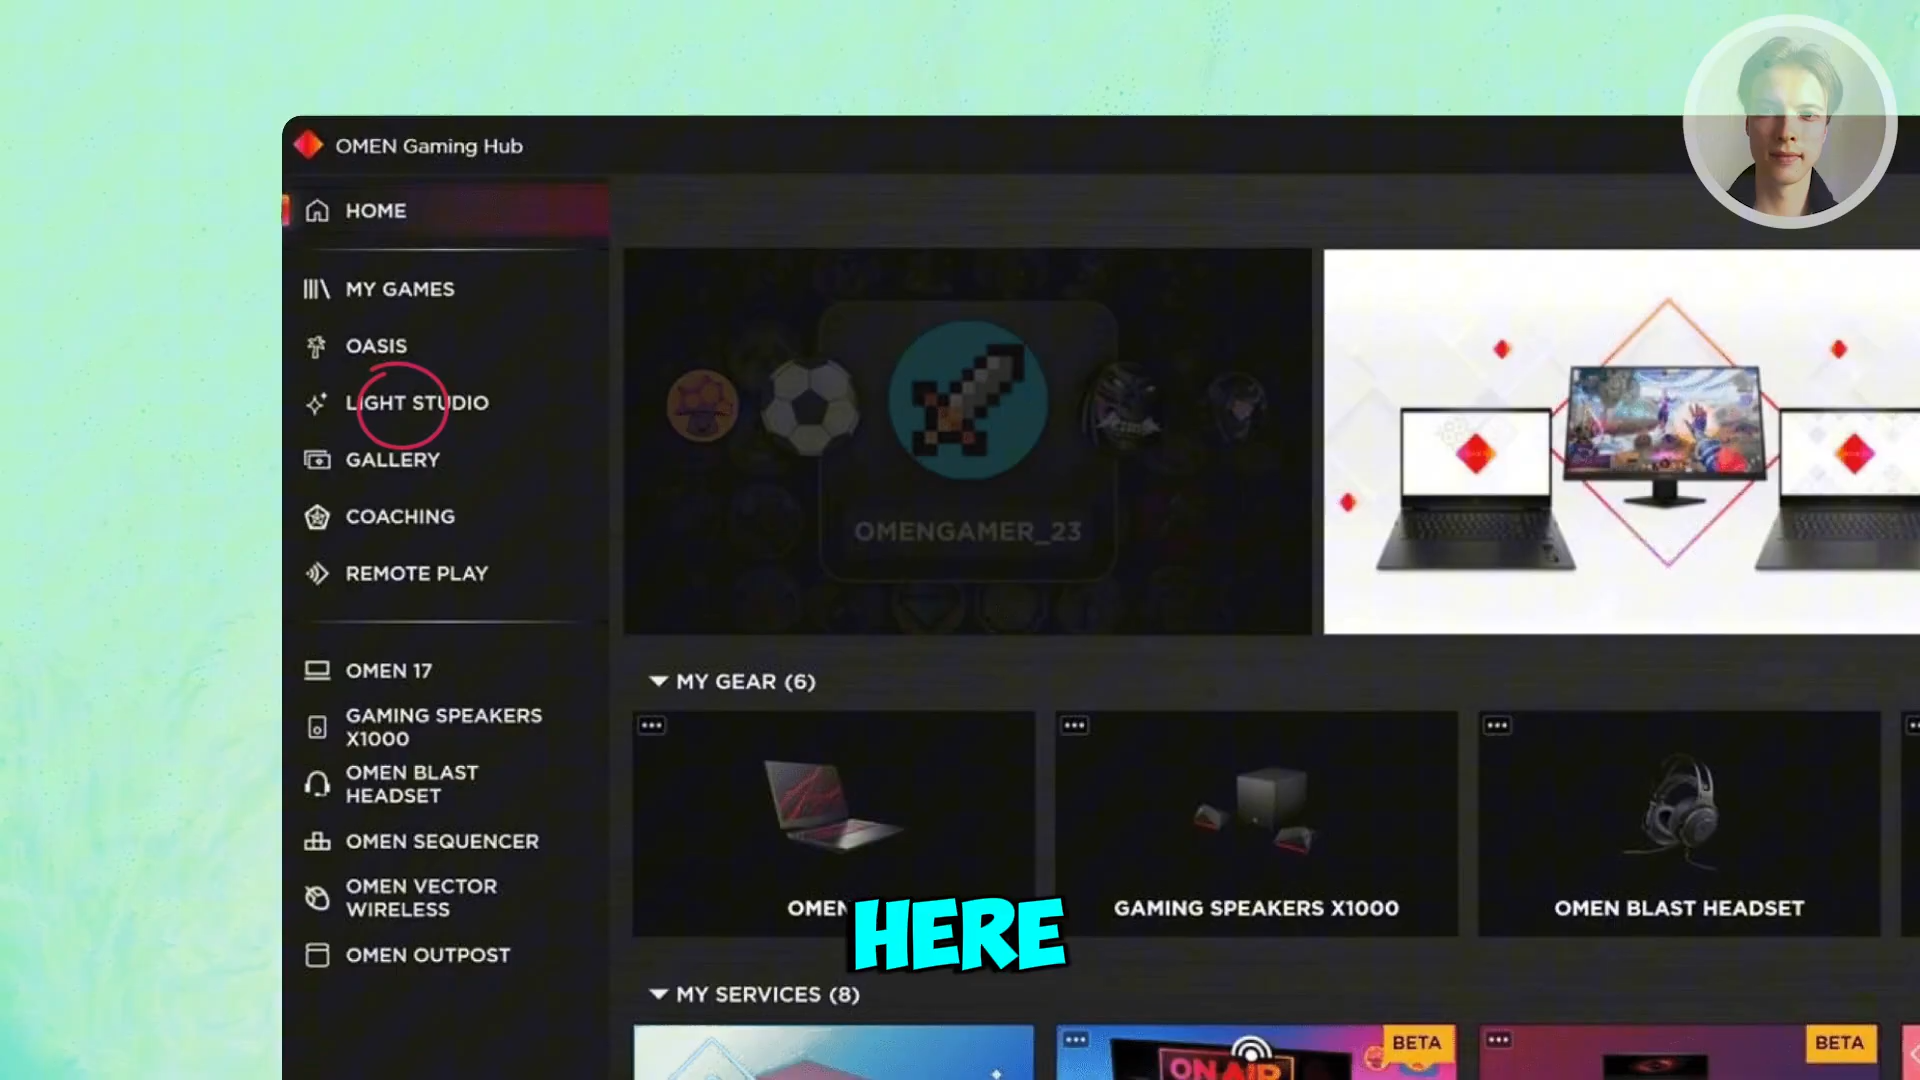 OMEN Gaming Hub
HOME
MY GAMES
OASIS
LIGHT STUDIO
GALLERY
COACHING
REMOTE PLAY
OMEN 17
GAMING SPEAKERS
X1000
OMEN BLAST
HEADSET
OMEN SEQUENCER
OMEN VECTOR
WIRELESS
OMEN OUTPOST
OMENGAMER_23
MY GEAR (6)
OMEN
GAMING SPEAKERS X1000
OMEN BLAST HEADSET
HERE
MY SERVICES (8)
BETA
ON AIR
BETA